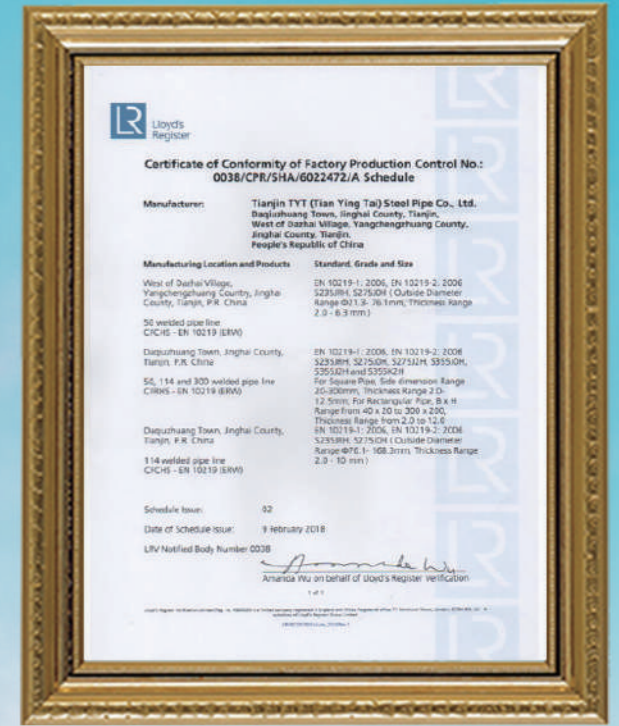 Lloyd's
Register
Certificate of Conformity of Factory Production Control No.:
0038/CPR/SHA/6022472/A Schedule
Manufacturer:
Tianjin TYT (Tian Ying Tai) Steel Pipe Co., Ltd.
Daqiuzhuang Town, Jinghai County, Tianjin,
West of Dazhai Village, Yangchengzhuang County,
Jinghai County, Tianjin,
People's Republic of China
Manufacturing Location and Products
Standard, Grade and Size
West of Dazhai Village,
Yangchengzhuang Country, Jinghai
County, Tianjin, P.R. China
50 welded pipe line
CFCHS - EN 10219 (ERW)
EN 10219-1: 2006, EN 10219-2: 2006
S235JRH, S275J0H ( Outside Diameter
Range Φ21.3- 76.1mm; Thickness Range
2.0 - 6.3 mm )
Daqiuzhuang Town, Jinghai County,
Tianjin, P.R. China
50, 114 and 300 welded pipe line
CFRHS - EN 10219 (ERW)
EN 10219-1: 2006, EN 10219-2: 2006
S235JRH, S275J0H, S275J2H, S355J0H,
S355J2H and S355K2H
For Square Pipe, Side dimension Range
20-300mm, Thickness Range 2.0-
12.5mm; For Rectangular Pipe, B x H
Range from 40 x 20 to 300 x 200,
Thickness Range from 2.0 to 12.0
Daqiuzhuang Town, Jinghai County,
Tianjin, P.R. China
114 welded pipe line
CFCHS - EN 10219 (ERW)
EN 10219-1: 2006, EN 10219-2: 2006
S235JRH, S275J0H ( Outside Diameter
Range Φ76.1- 168.3mm, Thickness Range
2.0 - 10 mm )
Schedule Issue: 02
Date of Schedule Issue: 9 February 2018
LRV Notified Body Number 0038
Amanda Wu
Amanda Wu on behalf of Lloyd's Register Verification
1 of 1